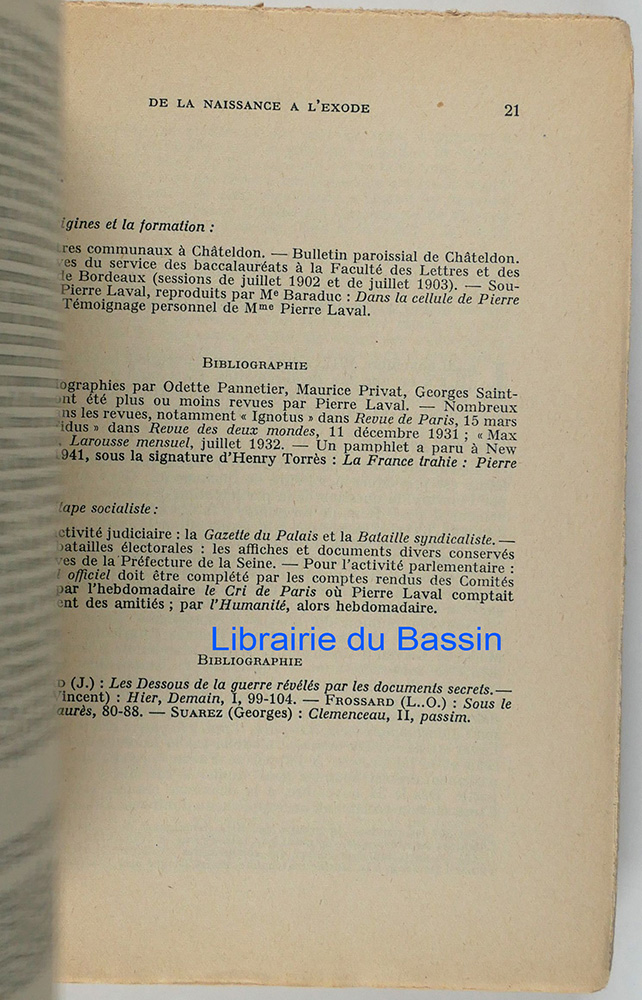 DE LA NAISSANCE A L'EXODE 21
igines et la formation :
res communaux à Châteldon. — Bulletin paroissial de Châteldon.
es du service des baccalauréats à la Faculté des Lettres et des
de Bordeaux (sessions de juillet 1902 et de juillet 1903). — Sou-
Pierre Laval, reproduits par Me Baraduc : Dans la cellule de Pierre
Témoignage personnel de Mme Pierre Laval.
BIBLIOGRAPHIE
iographies par Odette Pannetier, Maurice Privat, Georges Saint-
nt été plus ou moins revues par Pierre Laval. — Nombreux
ns les revues, notamment « Ignotus » dans Revue de Paris, 15 mars
idus » dans Revue des deux mondes, 11 décembre 1931 ; « Max
. Larousse mensuel, juillet 1932. — Un pamphlet a paru à New
1941, sous la signature d'Henry Torrès : La France trahie : Pierre
tape socialiste :
ctivité judiciaire : la Gazette du Palais et la Bataille syndicaliste. —
batailles électorales : les affiches et documents divers conservés
ves de la Préfecture de la Seine. — Pour l'activité parlementaire :
l officiel doit être complété par les comptes rendus des Comités
par l'hebdomadaire le Cri de Paris où Pierre Laval comptait
ent des amitiés ; par l'Humanité, alors hebdomadaire.
Librairie du Bassin
BIBLIOGRAPHIE
D (J.) : Les Dessous de la guerre révélés par les documents secrets. —
Vincent) : Hier, Demain, I, 99-104. — FROSSARD (L..O.) : Sous le
aurès, 80-88. — SUAREZ (Georges) : Clemenceau, II, passim.